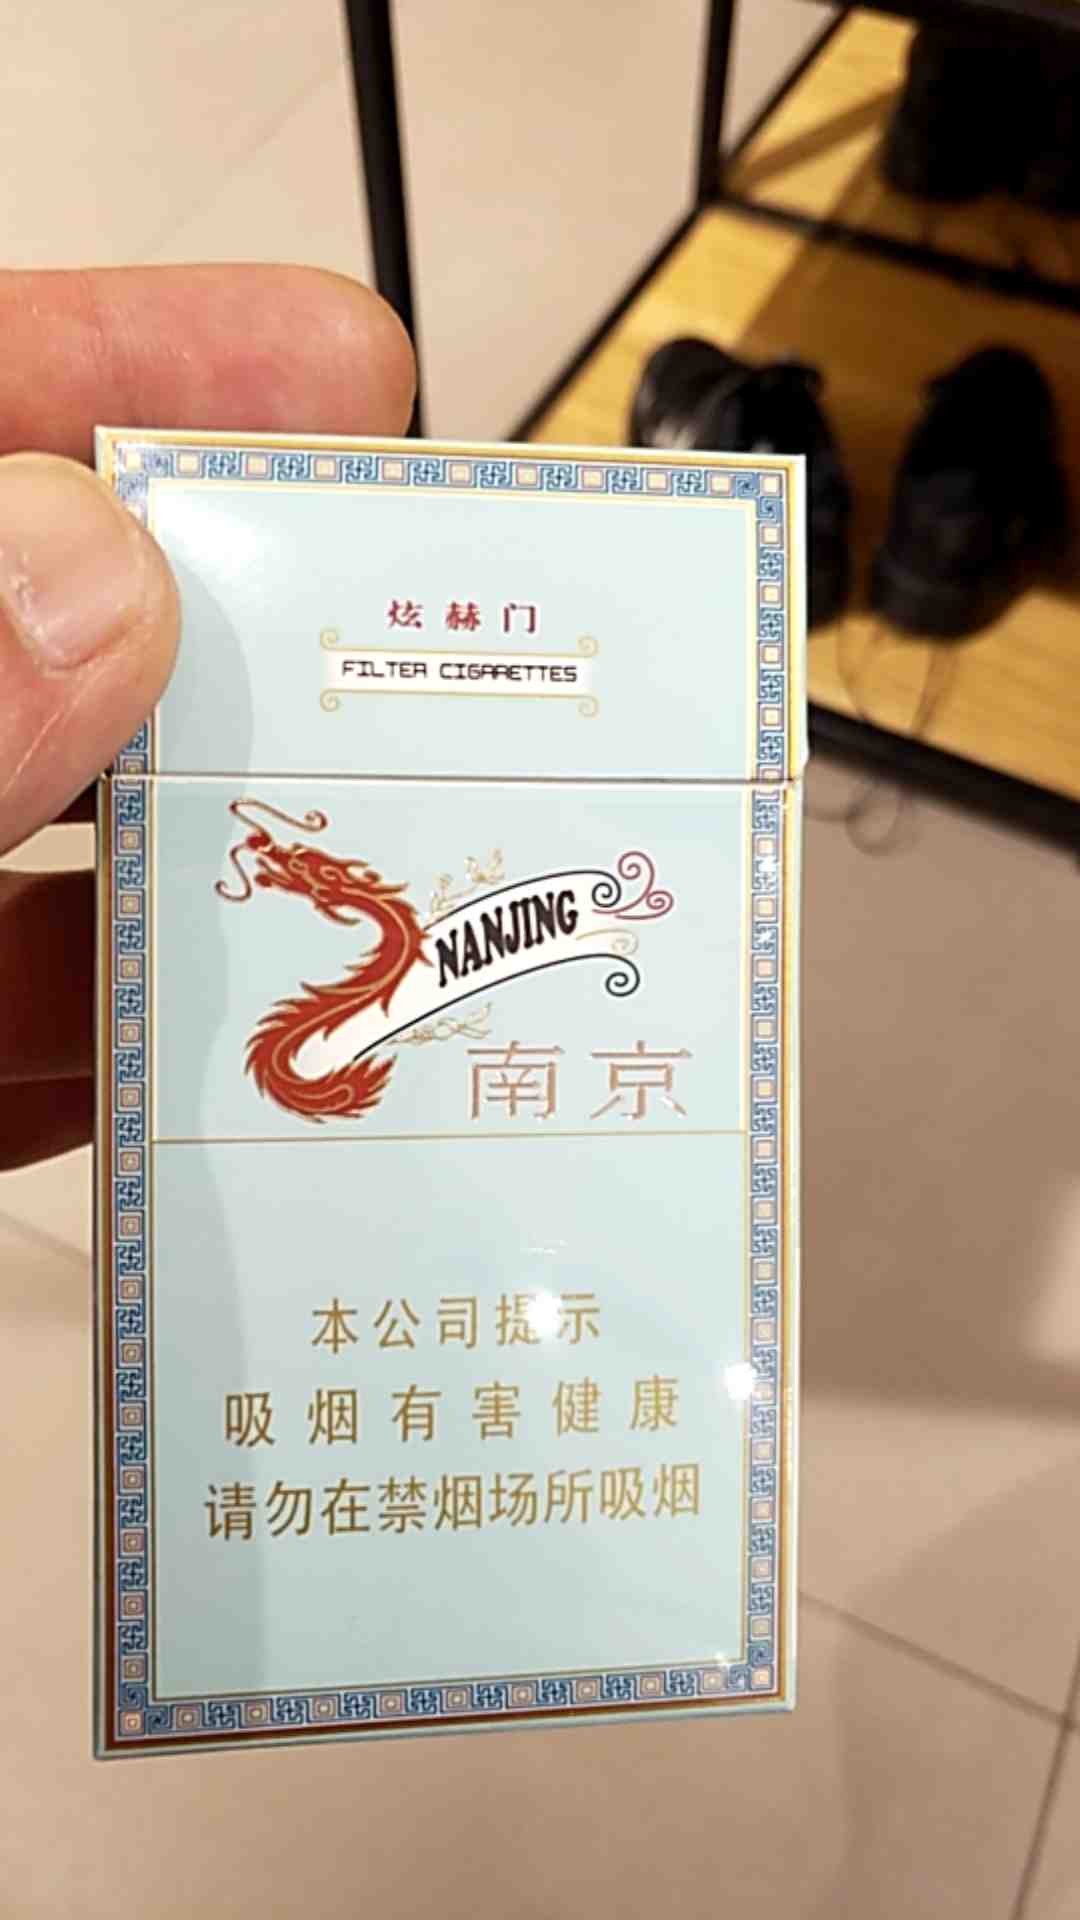 炫赫门
FILTER CIGARETTES
NANJING
南京
本公司提示
吸烟有害健康
请勿在禁烟场所吸烟